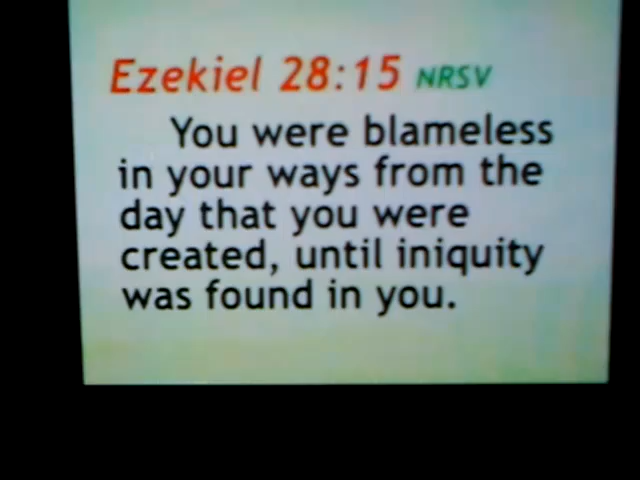 Ezekiel 28:15 NRSV
You were blameless
in your ways from the
day that you were
created, until iniquity
was found in you.